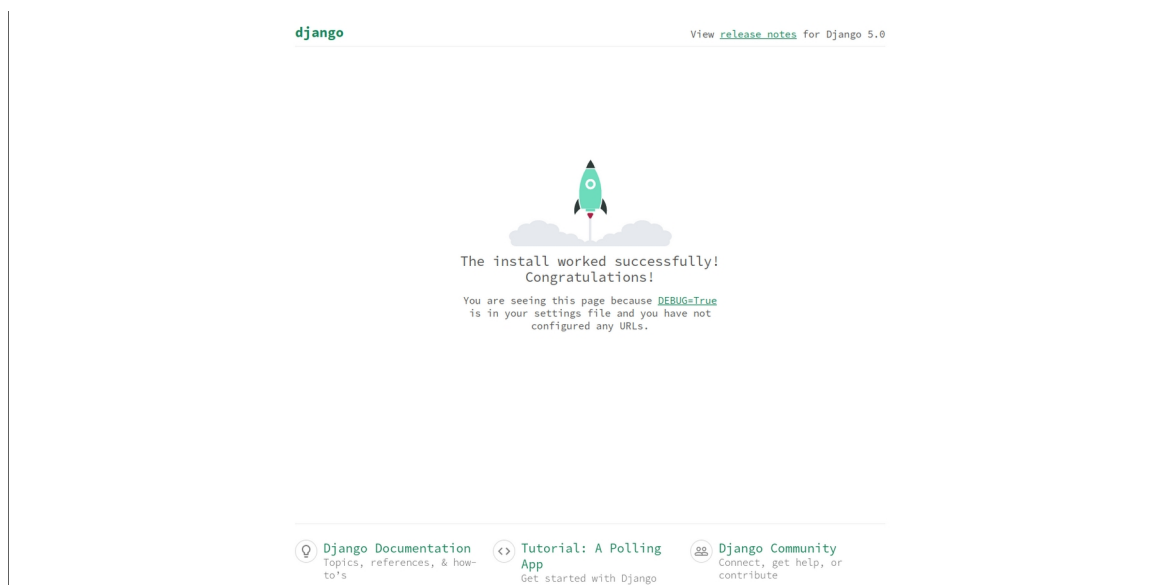 django
View release notes for Django 5.0
The install worked successfully!
Congratulations!
You are seeing this page because DEBUG=True
is in your settings file and you have not
configured any URLs.
Django Documentation
Topics, references, & how-
to's
Tutorial: A Polling
App
Get started with Django
Django Community
Connect, get help, or
contribute